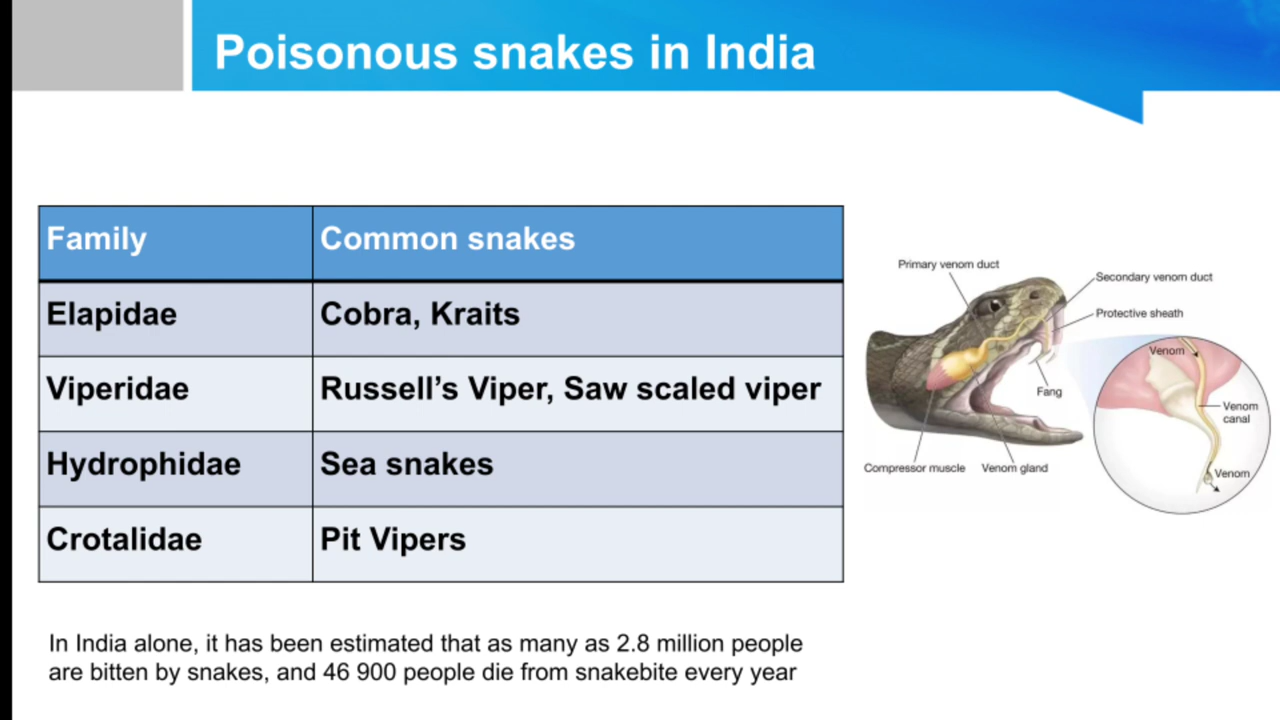 Poisonous snakes in India
Family Common snakes
Elapidae Cobra, Kraits
Viperidae Russell’s Viper, Saw scaled viper
Hydrophidae Sea snakes
Crotalidae Pit Vipers
Primary venom duct
Secondary venom duct
Protective sheath
Fang
Compressor muscle
Venom gland
Venom
Venom
canal
Venom
In India alone, it has been estimated that as many as 2.8 million people
are bitten by snakes, and 46 900 people die from snakebite every year